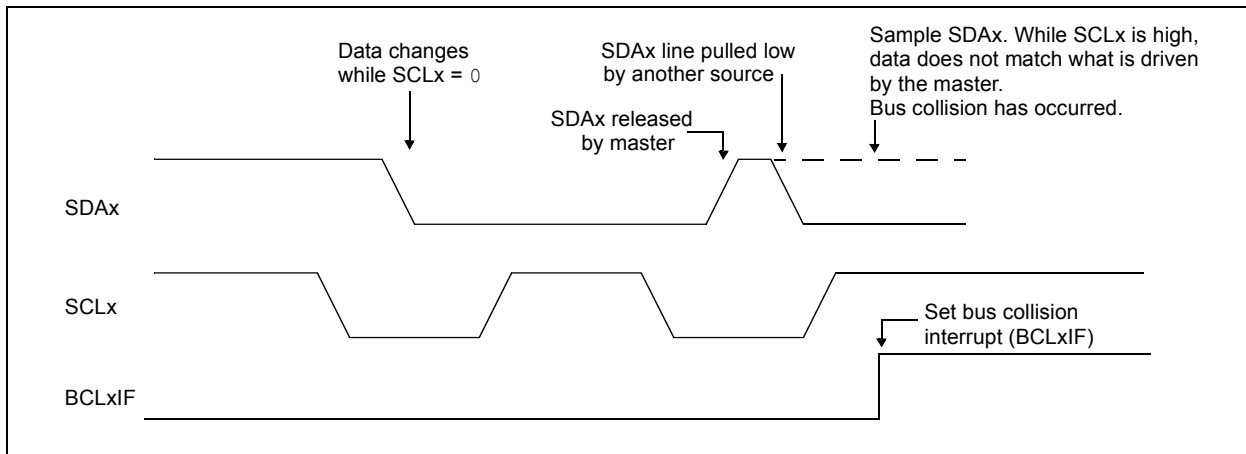 Data changes
while SCLx = 0
SDAx line pulled low
by another source
SDAx released
by master
Sample SDAx. While SCLx is high,
data does not match what is driven
by the master.
Bus collision has occurred.
SDAx
SCLx
Set bus collision
interrupt (BCLxIF)
BCLxIF